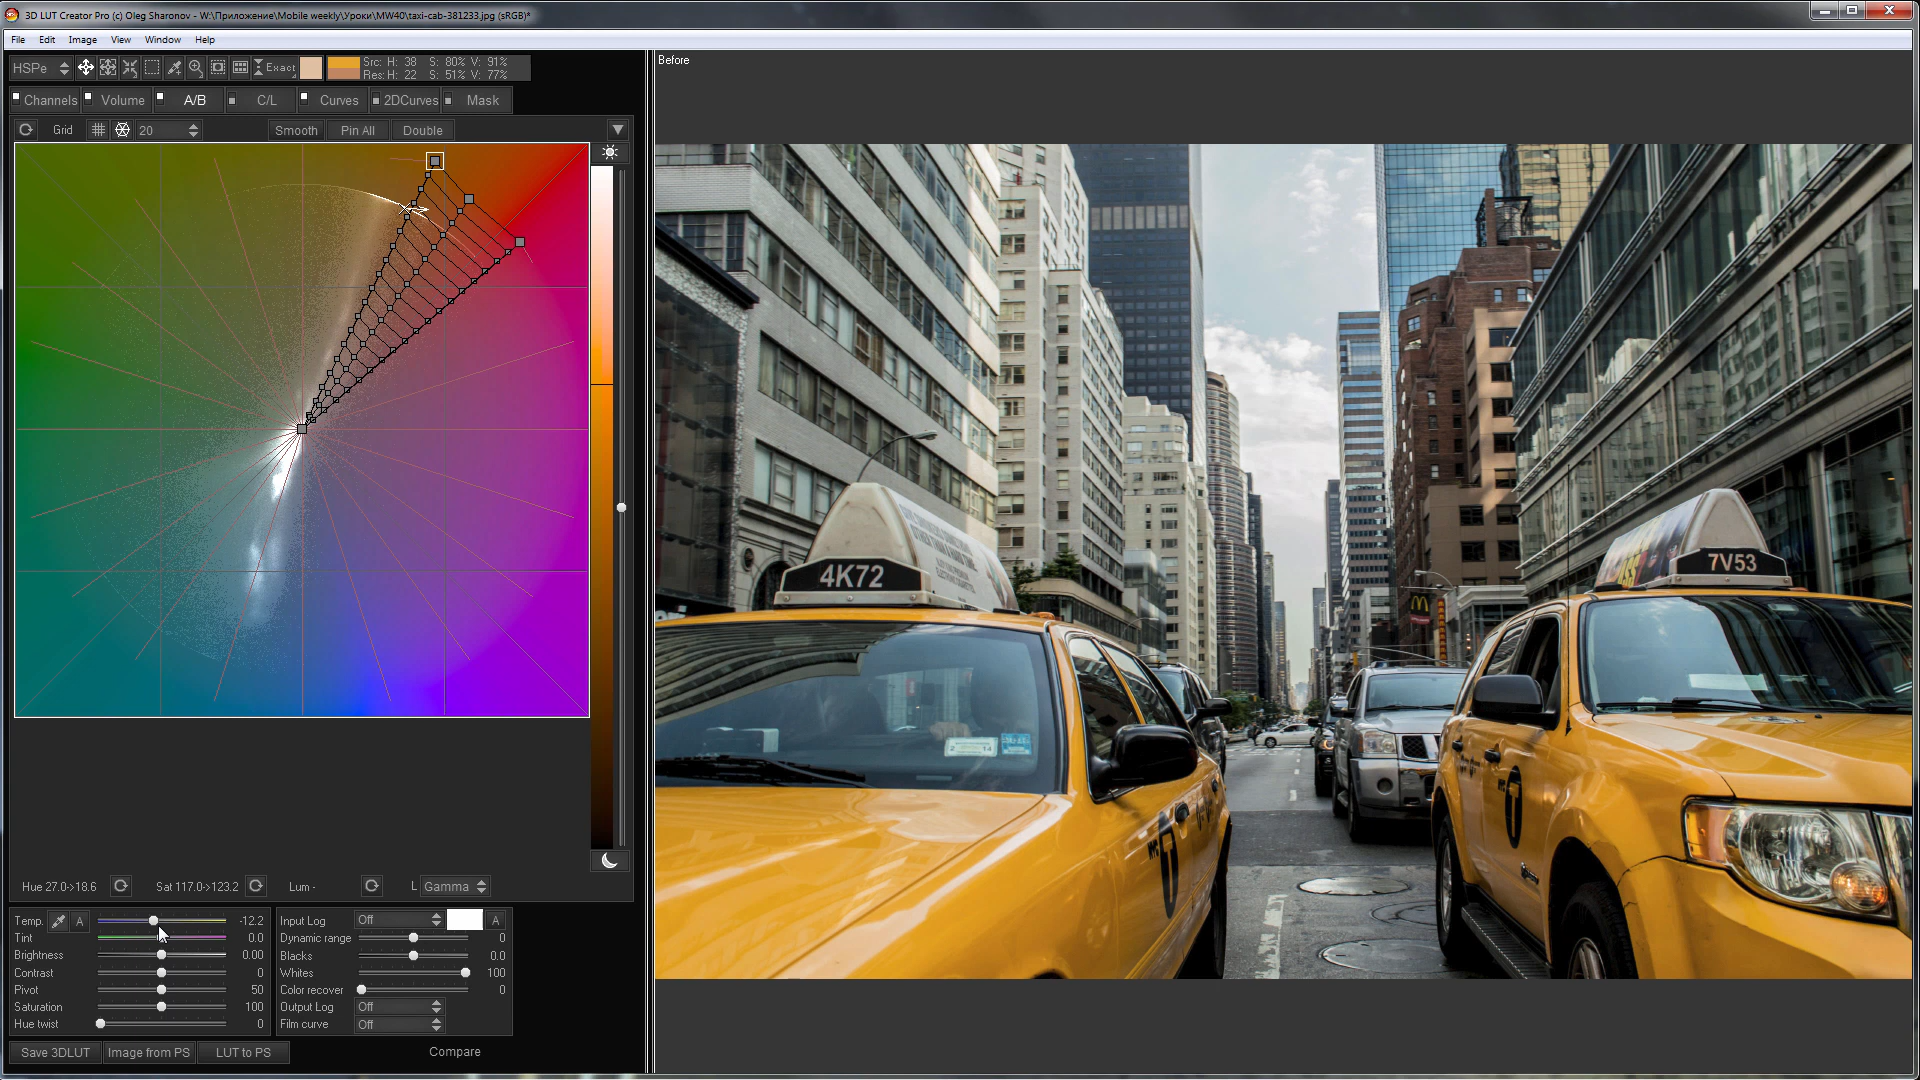 3D LUT Creator Pro (c) Oleg Sharonov - W:\Приложение\Mobile weekly\Уроки\MW40\taxi-cab-381233.jpg (sRGB)*
File Edit Image View Window Help
HSPe Exact Src: H: 38 S: 80% V: 91%
Res: H: 22 S: 51% V: 77%
Before
Channels Volume A/B C/L Curves 2DCurves Mask
Grid 20 Smooth Pin All Double
4K72
7V53
Hue 27.0->18.6 Sat 117.0->123.2 Lum - L Gamma
Temp. A -12.2
Tint 0.0
Brightness 0.00
Contrast 0
Pivot 50
Saturation 100
Hue twist 0
Input Log Off A
Dynamic range 0
Blacks 0.0
Whites 100
Color recover 0
Output Log Off
Film curve Off
Save 3DLUT Image from PS LUT to PS Compare
NYC T
T